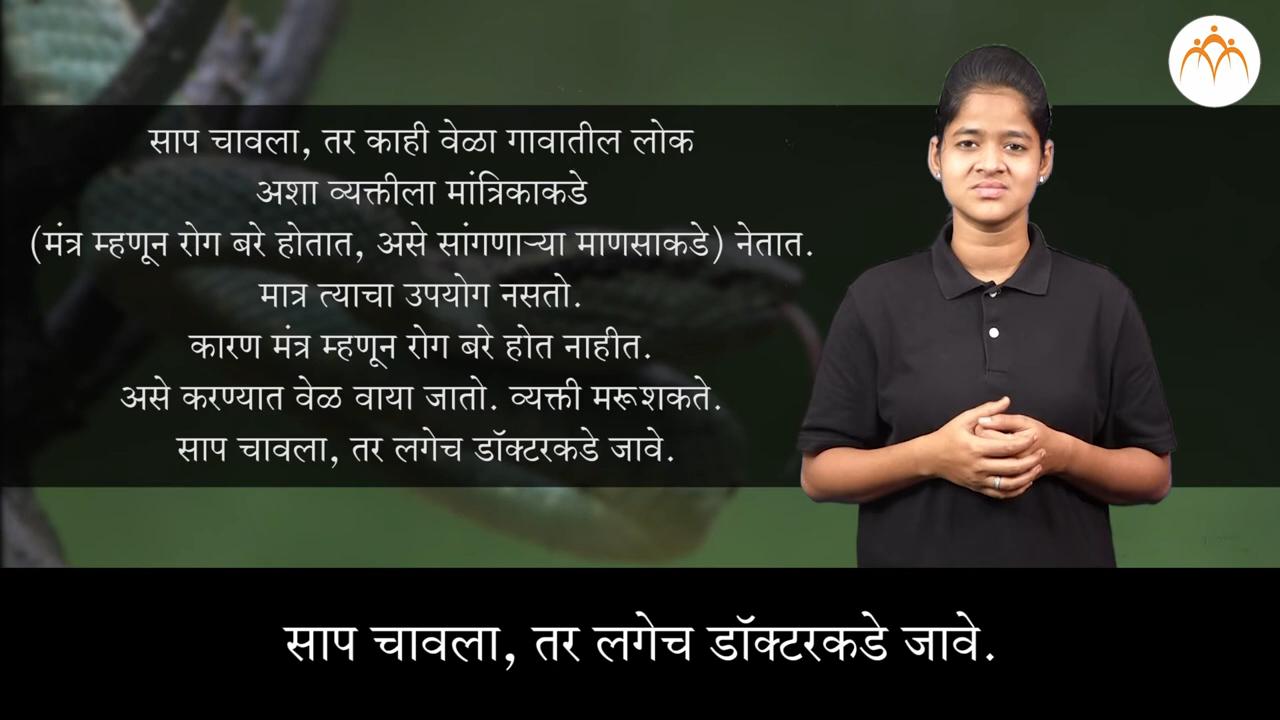 साप चावला, तर काही वेळा गावातील लोक
अशा व्यक्तीला मांत्रिकाकडे
(मंत्र म्हणून रोग बरे होतात, असे सांगणाऱ्या माणसाकडे) नेतात.
मात्र त्याचा उपयोग नसतो.
कारण मंत्र म्हणून रोग बरे होत नाहीत.
असे करण्यात वेळ वाया जातो. व्यक्ती मरू शकते.
साप चावला, तर लगेच डॉक्टरकडे जावे.
साप चावला, तर लगेच डॉक्टरकडे जावे.